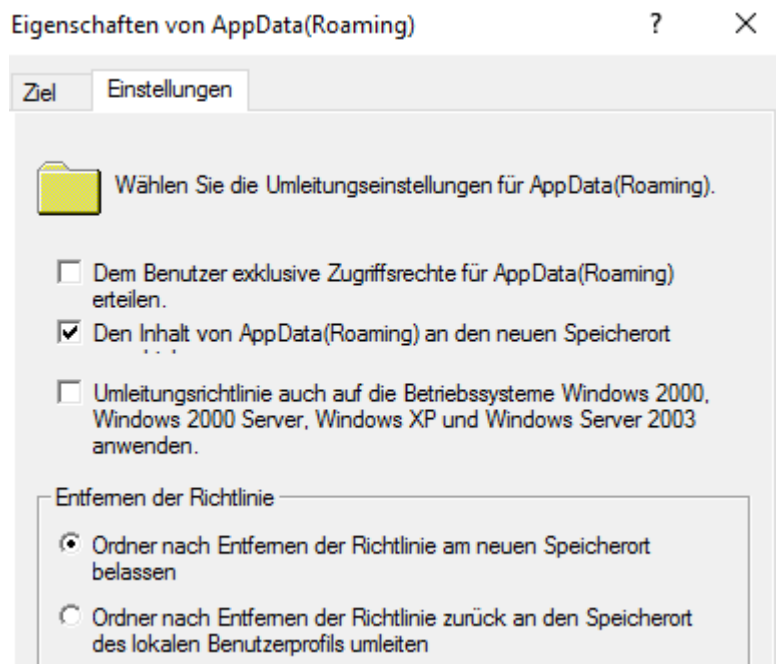 Eigenschaften von AppData(Roaming)
Ziel
Einstellungen
Wählen Sie die Umleitungseinstellungen für AppData(Roaming).
Dem Benutzer exklusive Zugriffsrechte für AppData(Roaming)
erteilen.
Den Inhalt von AppData(Roaming) an den neuen Speicherort
Umleitungsrichtlinie auch auf die Betriebssysteme Windows 2000,
Windows 2000 Server, Windows XP und Windows Server 2003
anwenden.
Entfernen der Richtlinie
Ordner nach Entfernen der Richtlinie am neuen Speicherort
belassen
Ordner nach Entfernen der Richtlinie zurück an den Speicherort
des lokalen Benutzerprofils umleiten